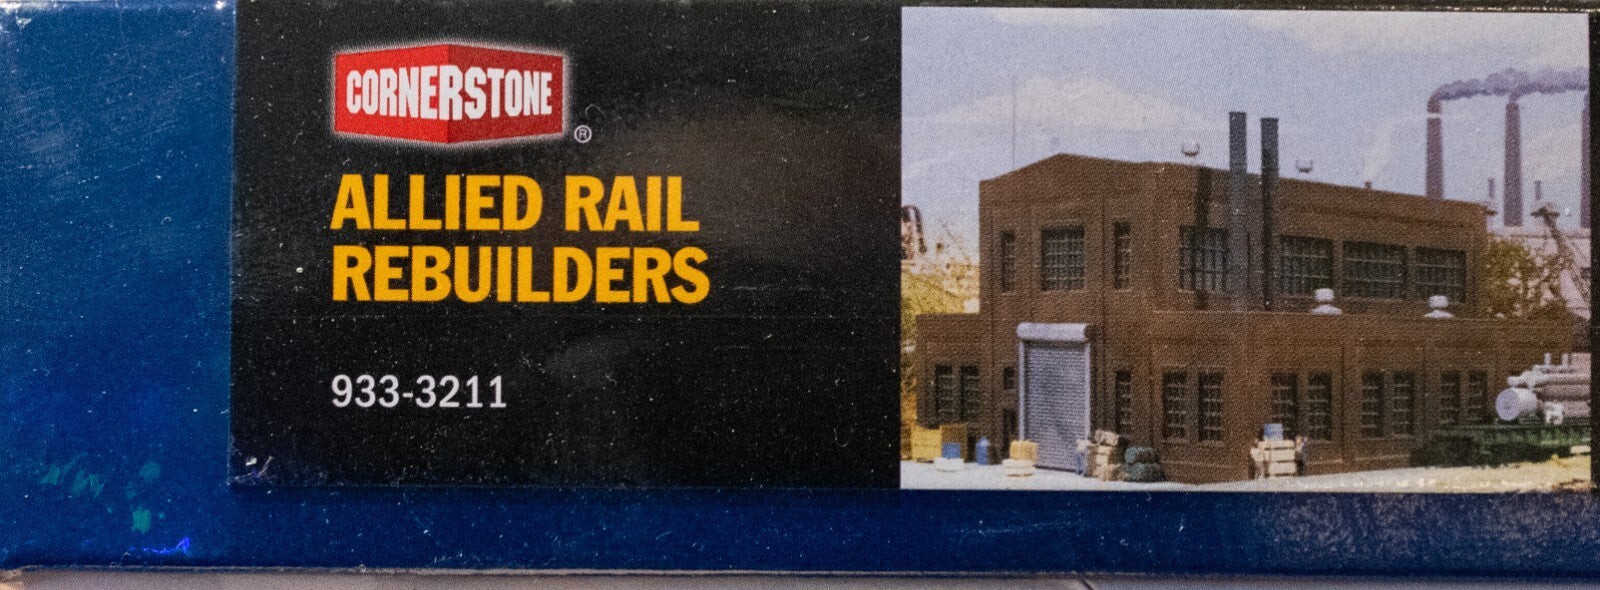 CORNERSTONE
®
ALLIED RAIL
REBUILDERS
933-3211